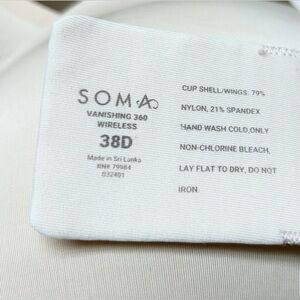 SOMA
VANISHING 360
WIRELESS
38D
Made in Sri Lanka
RN# 79984
032401
CUP SHELL/WINGS: 79%
NYLON, 21% SPANDEX
HAND WASH COLD,ONLY
NON-CHLORINE BLEACH,
LAY FLAT TO DRY, DO NOT
IRON.